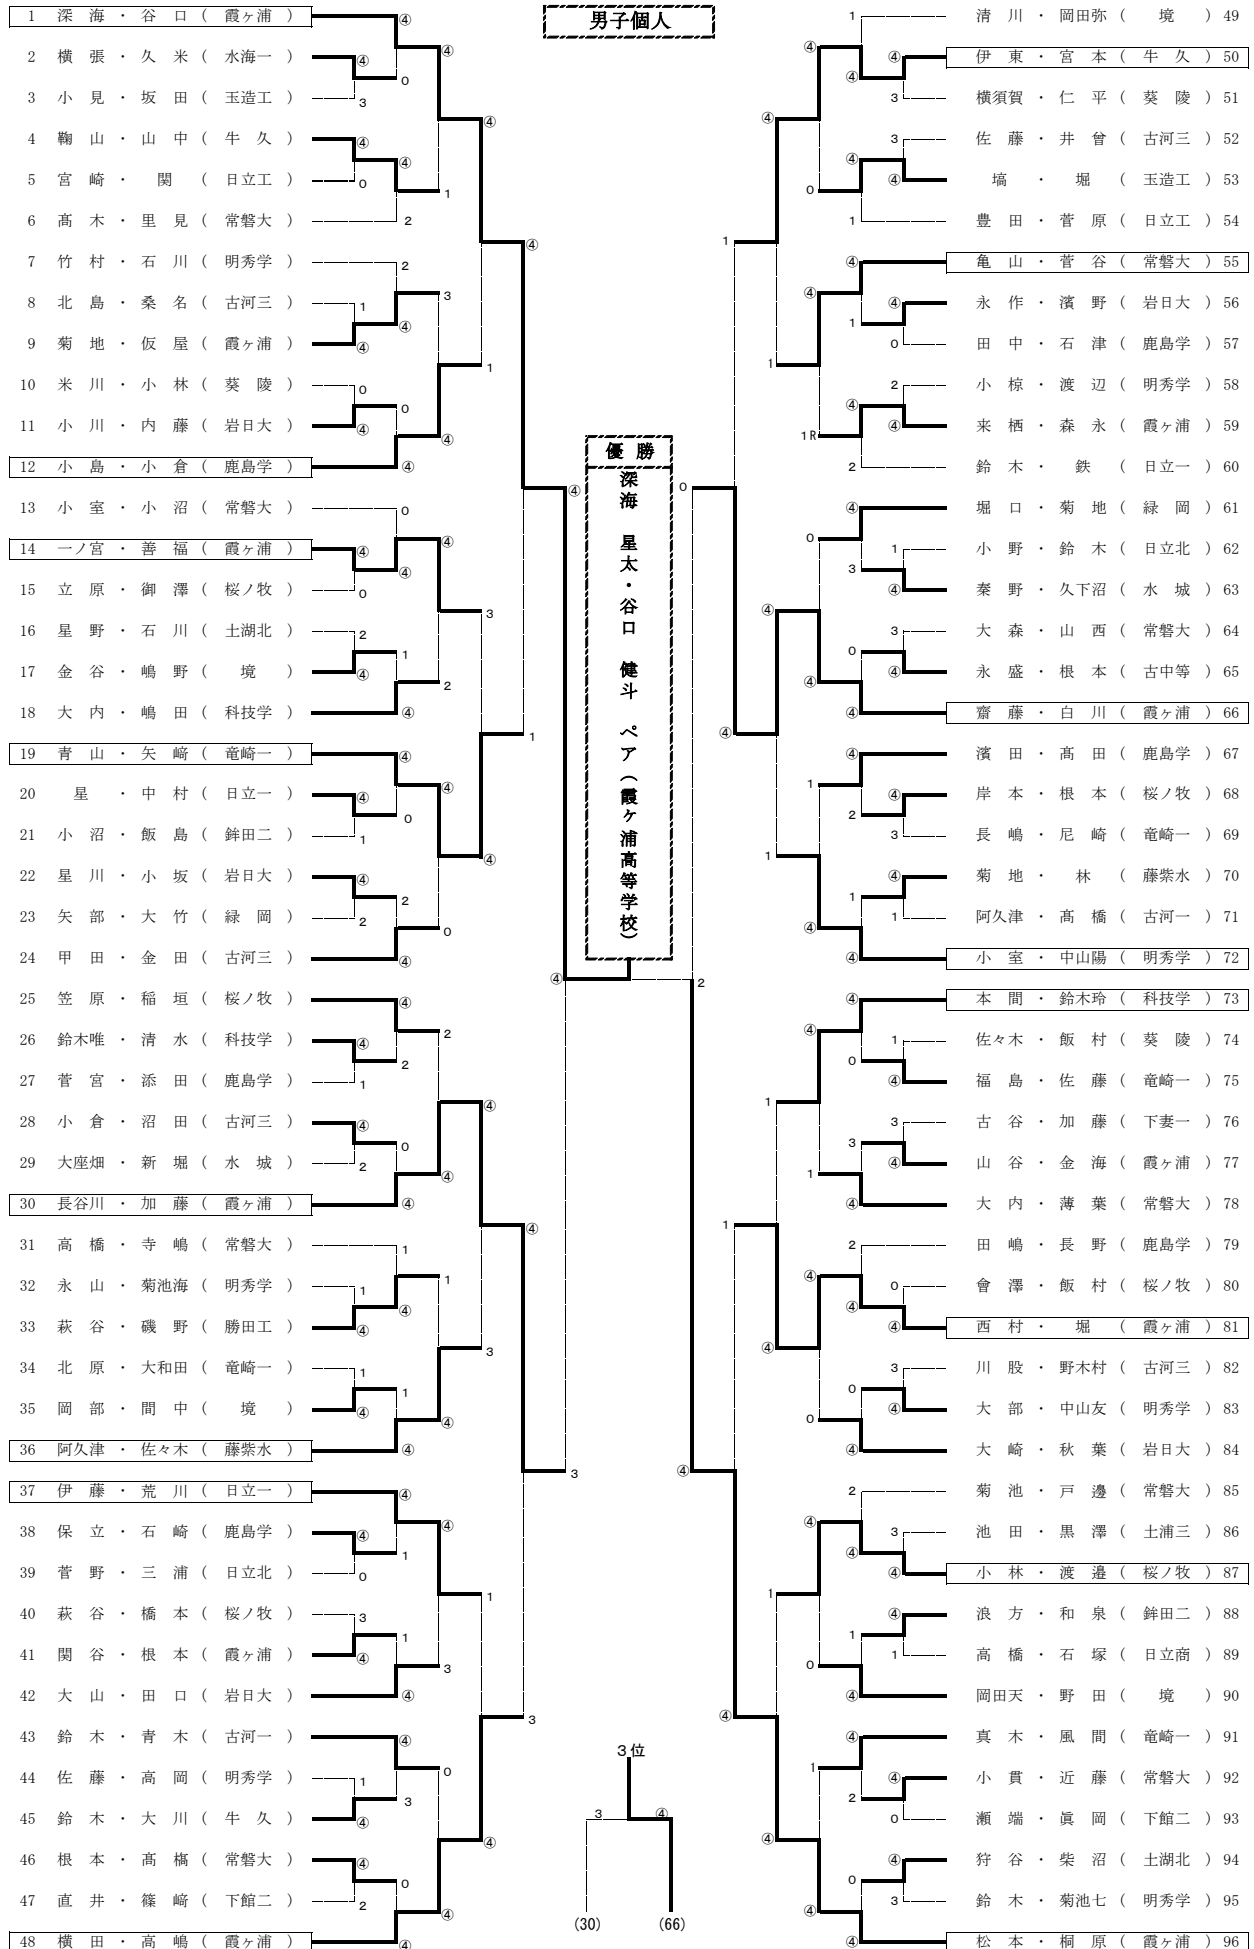 男子個人
1 深海・谷口（霞ヶ浦）
2 横張・久米（水海一）
3 小見・坂田（玉造工）
4 鞠山・山中（牛久）
5 宮崎・関（日立工）
6 髙木・里見（常磐大）
7 竹村・石川（明秀学）
8 北島・桑名（古河三）
9 菊地・仮屋（霞ヶ浦）
10 米川・小林（葵陵）
11 小川・内藤（岩日大）
12 小島・小倉（鹿島学）
13 小室・小沼（常磐大）
14 一ノ宮・善福（霞ヶ浦）
15 立原・御澤（桜ノ牧）
16 星野・石川（土湖北）
17 金谷・嶋野（境）
18 大内・嶋田（科技学）
19 青山・矢﨑（竜崎一）
20 星・中村（日立一）
21 小沼・飯島（鉾田二）
22 星川・小坂（岩日大）
23 矢部・大竹（緑岡）
24 甲田・金田（古河三）
25 笠原・稲垣（桜ノ牧）
26 鈴木唯・清水（科技学）
27 菅宮・添田（鹿島学）
28 小倉・沼田（古河三）
29 大座畑・新堀（水城）
30 長谷川・加藤（霞ヶ浦）
31 高橋・寺嶋（常磐大）
32 永山・菊池海（明秀学）
33 萩谷・磯野（勝田工）
34 北原・大和田（竜崎一）
35 岡部・間中（境）
36 阿久津・佐々木（藤紫水）
37 伊藤・荒川（日立一）
38 保立・石崎（鹿島学）
39 菅野・三浦（日立北）
40 萩谷・橋本（桜ノ牧）
41 関谷・根本（霞ヶ浦）
42 大山・田口（岩日大）
43 鈴木・青木（古河一）
44 佐藤・高岡（明秀学）
45 鈴木・大川（牛久）
46 根本・髙橋（常磐大）
47 直井・篠﨑（下館二）
48 横田・高嶋（霞ヶ浦）
優勝
深海 星太・谷口 健斗 ペア（霞ヶ浦高等学校）
3位
3 ④
(30) (66)
清川・岡田弥（境）49
伊東・宮本（牛久）50
横須賀・仁平（葵陵）51
佐藤・井曾（古河三）52
塙・堀（玉造工）53
豊田・菅原（日立工）54
亀山・菅谷（常磐大）55
永作・濱野（岩日大）56
田中・石津（鹿島学）57
小椋・渡辺（明秀学）58
来栖・森永（霞ヶ浦）59
鈴木・鉄（日立一）60
堀口・菊地（緑岡）61
小野・鈴木（日立北）62
秦野・久下沼（水城）63
大森・山西（常磐大）64
永盛・根本（古中等）65
齋藤・白川（霞ヶ浦）66
濱田・髙田（鹿島学）67
岸本・根本（桜ノ牧）68
長嶋・尼崎（竜崎一）69
菊地・林（藤紫水）70
阿久津・髙橋（古河一）71
小室・中山陽（明秀学）72
本間・鈴木玲（科技学）73
佐々木・飯村（葵陵）74
福島・佐藤（竜崎一）75
古谷・加藤（下妻一）76
山谷・金海（霞ヶ浦）77
大内・薄葉（常磐大）78
田嶋・長野（鹿島学）79
會澤・飯村（桜ノ牧）80
西村・堀（霞ヶ浦）81
川股・野木村（古河三）82
大部・中山友（明秀学）83
大崎・秋葉（岩日大）84
菊池・戸邊（常磐大）85
池田・黒澤（土浦三）86
小林・渡邉（桜ノ牧）87
浪方・和泉（鉾田二）88
高橋・石塚（日立商）89
岡田天・野田（境）90
真木・風間（竜崎一）91
小貫・近藤（常磐大）92
瀬端・眞岡（下館二）93
狩谷・柴沼（土湖北）94
鈴木・菊池七（明秀学）95
松本・桐原（霞ヶ浦）96